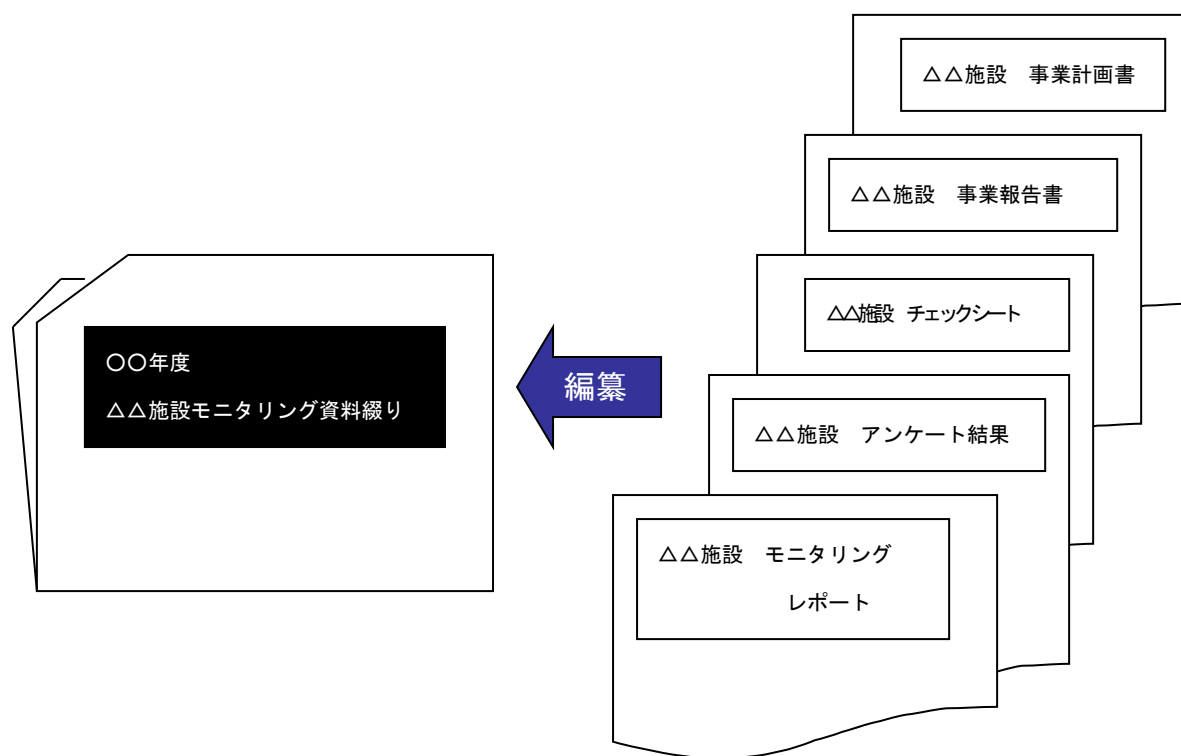 △△施設　事業計画書
△△施設　事業報告書
△△施設 チェックシート
△△施設　アンケート結果
△△施設　モニタリング
レポート
編纂
〇〇年度
△△施設モニタリング資料綴り